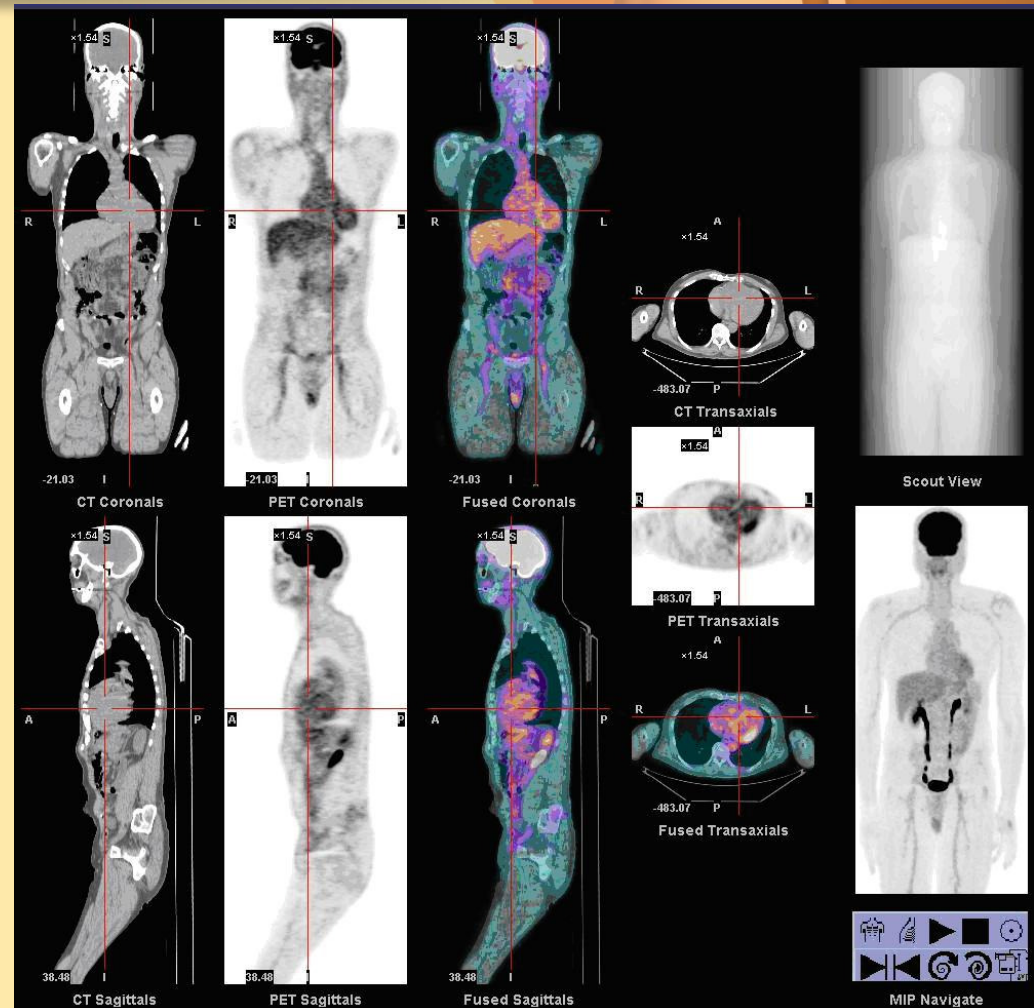 ×1.54 S
R
L
-21.03 I
CT Coronals
×1.54 S
R
L
-21.03 I
PET Coronals
×1.54 S
R
L
-21.03 I
Fused Coronals
A
×1.54
R
L
-483.07 P
CT Transaxials
Scout View
A
×1.54
R
L
-483.07 P
PET Transaxials
A
×1.54
R
L
-483.07 P
Fused Transaxials
×1.54 S
A
P
38.48 I
CT Sagittals
×1.54 S
A
P
38.48 I
PET Sagittals
×1.54 S
A
P
38.48 I
Fused Sagittals
MIP Navigate